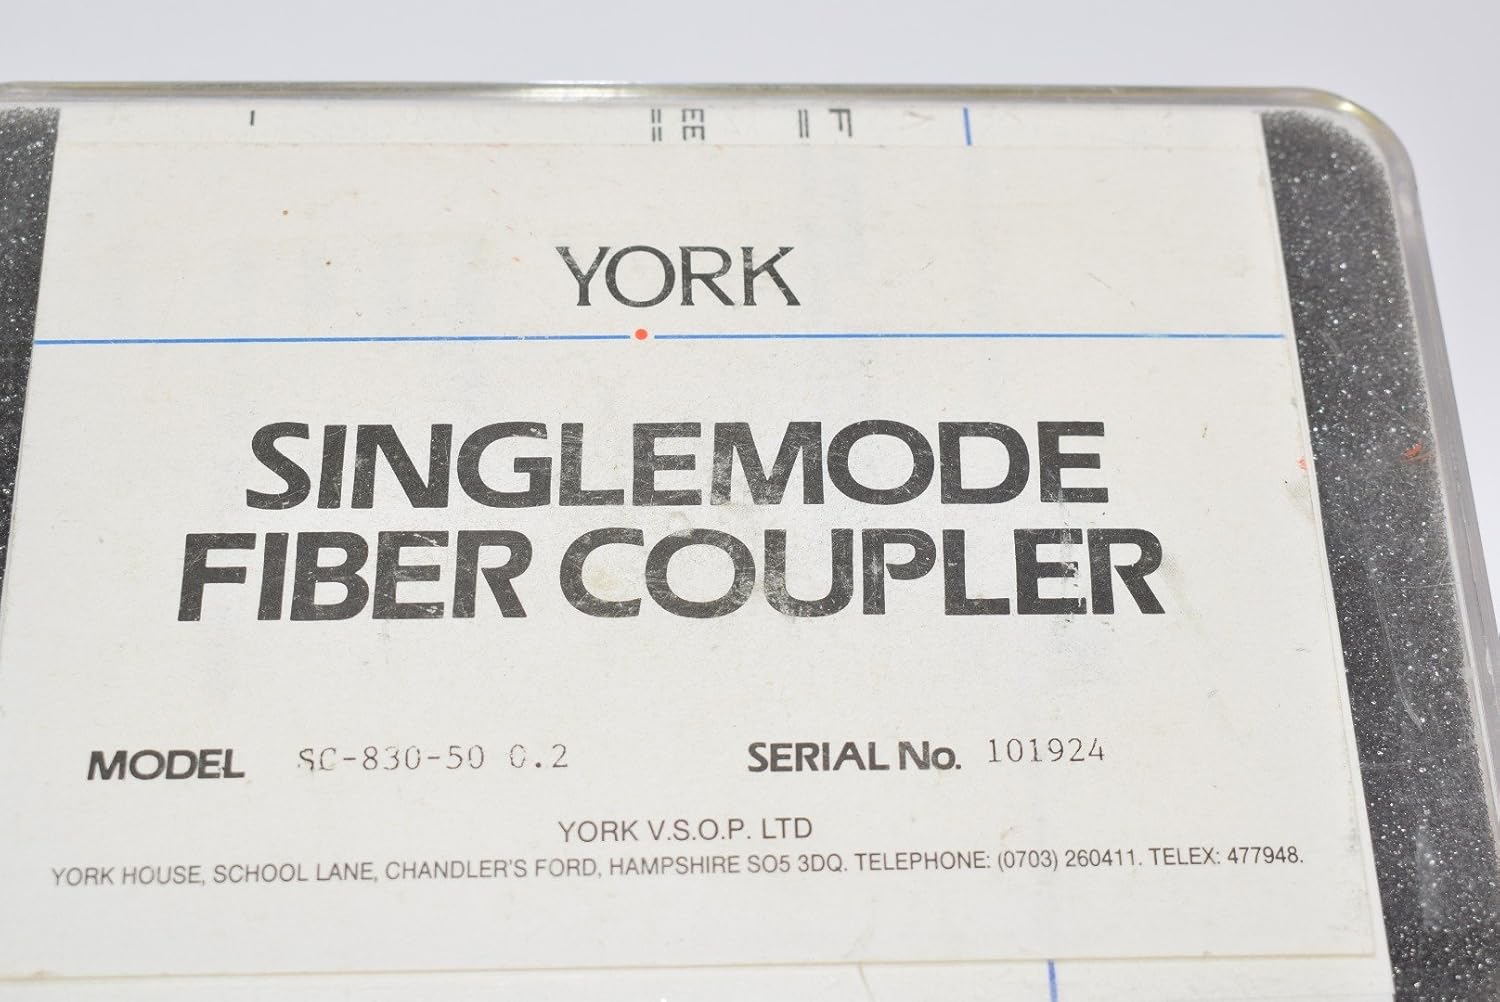 YORK
SINGLEMODE
FIBER COUPLER
MODEL SC-830-50 0.2 SERIAL No. 101924
YORK V.S.O.P. LTD
YORK HOUSE, SCHOOL LANE, CHANDLER'S FORD, HAMPSHIRE SO5 3DQ. TELEPHONE: (0703) 260411. TELEX: 477948.